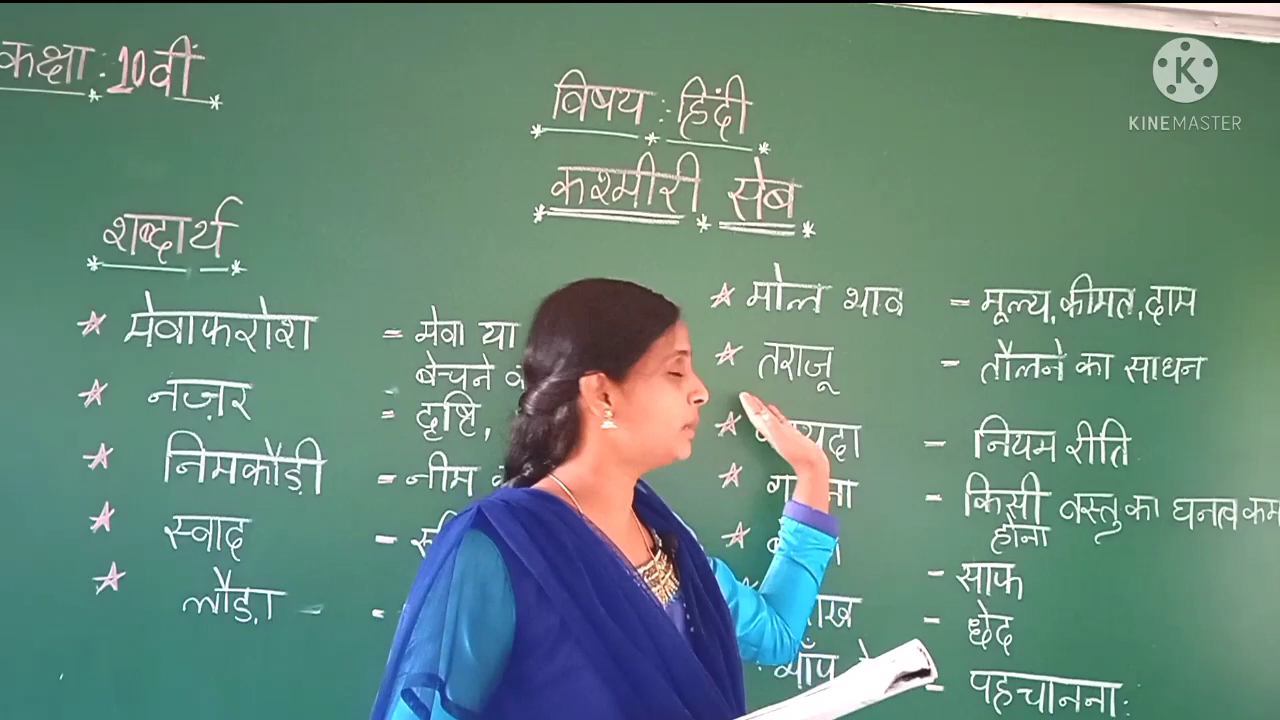 कक्षा : 10वीं
विषय : हिंदी
कश्मीरी सेब
शब्दार्थ
मेवाफरोश = मेवा या
बेचने
नज़र = दृष्टि,
निमकौड़ी = नीम
स्वाद =
लौड़ा =
मोल भाव - मूल्य, कीमत, दाम
तराजू - तौलने का साधन
- नियम रीति
- किसी वस्तु का घनत्व कम
होना
- साफ
- छेद
भाँप - पहचानना :
KINEMASTER